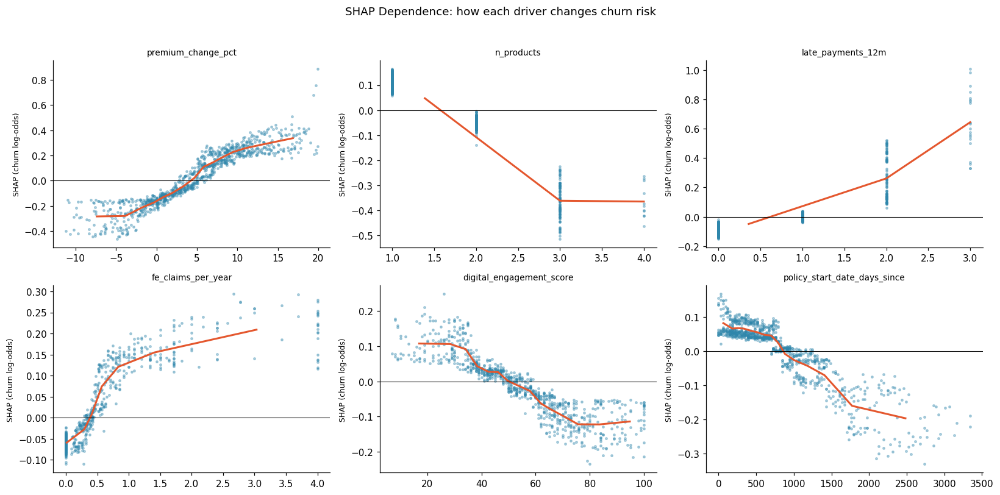 SHAP Dependence: how each driver changes churn risk
premium_change_pct
SHAP (churn log-odds)
0.8
0.6
0.4
0.2
0.0
−0.2
−0.4
−10 −5 0 5 10 15 20
n_products
SHAP (churn log-odds)
0.1
0.0
−0.1
−0.2
−0.3
−0.4
−0.5
1.0 1.5 2.0 2.5 3.0 3.5 4.0
late_payments_12m
SHAP (churn log-odds)
1.0
0.8
0.6
0.4
0.2
0.0
−0.2
0.0 0.5 1.0 1.5 2.0 2.5 3.0
fe_claims_per_year
SHAP (churn log-odds)
0.30
0.25
0.20
0.15
0.10
0.05
0.00
−0.05
−0.10
0.0 0.5 1.0 1.5 2.0 2.5 3.0 3.5 4.0
digital_engagement_score
SHAP (churn log-odds)
0.2
0.1
0.0
−0.1
−0.2
20 40 60 80 100
policy_start_date_days_since
SHAP (churn log-odds)
0.1
0.0
−0.1
−0.2
−0.3
0 500 1000 1500 2000 2500 3000 3500